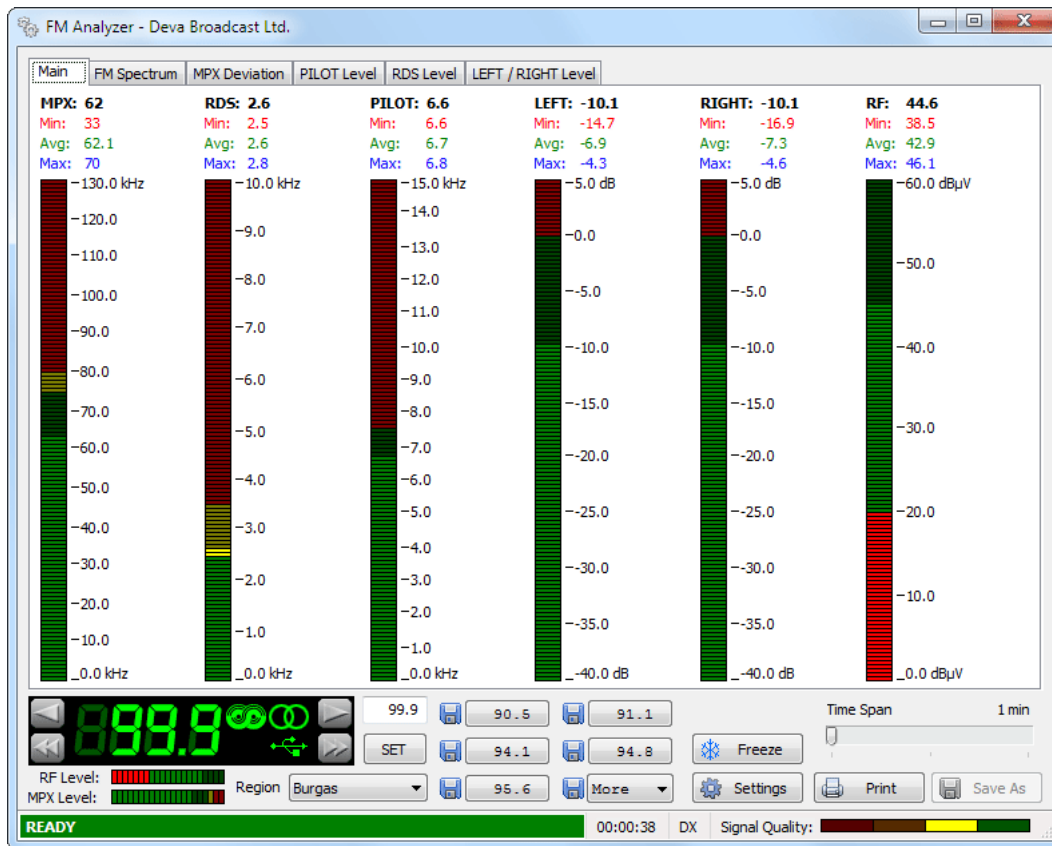 FM Analyzer - Deva Broadcast Ltd.
Main FM Spectrum MPX Deviation PILOT Level RDS Level LEFT / RIGHT Level
MPX: 62 RDS: 2.6 PILOT: 6.6 LEFT: -10.1 RIGHT: -10.1 RF: 44.6
Min: 33 Min: 2.5 Min: 6.6 Min: -14.7 Min: -16.9 Min: 38.5
Avg: 62.1 Avg: 2.6 Avg: 6.7 Avg: -6.9 Avg: -7.3 Avg: 42.9
Max: 70 Max: 2.8 Max: 6.8 Max: -4.3 Max: -4.6 Max: 46.1
130.0 kHz
120.0
110.0
100.0
90.0
80.0
70.0
60.0
50.0
40.0
30.0
20.0
10.0
0.0 kHz
10.0 kHz
9.0
8.0
7.0
6.0
5.0
4.0
3.0
2.0
1.0
0.0 kHz
15.0 kHz
14.0
13.0
12.0
11.0
10.0
9.0
8.0
7.0
6.0
5.0
4.0
3.0
2.0
1.0
0.0 kHz
5.0 dB
0.0
-5.0
-10.0
-15.0
-20.0
-25.0
-30.0
-35.0
-40.0 dB
5.0 dB
0.0
-5.0
-10.0
-15.0
-20.0
-25.0
-30.0
-35.0
-40.0 dB
60.0 dBµV
50.0
40.0
30.0
20.0
10.0
0.0 dBµV
99.9 99.9 90.5 91.1 Time Span 1 min
SET 94.1 94.8 Freeze
RF Level:
MPX Level: Region Burgas 95.6 More Settings Print Save As
READY 00:00:38 DX Signal Quality: